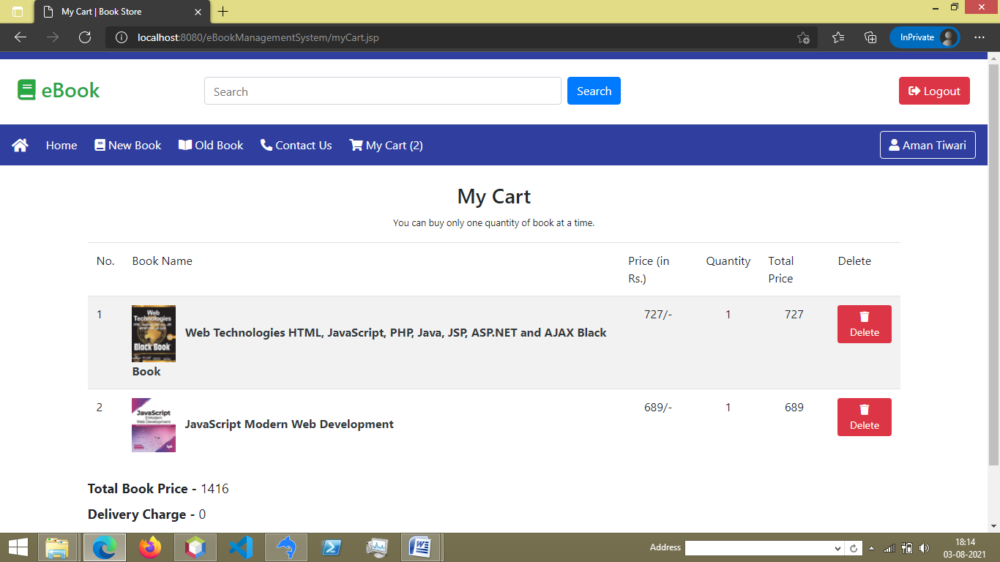 My Cart | Book Store
localhost:8080/eBookManagementSystem/myCart.jsp
InPrivate
eBook
Search
Search
Logout
Home
New Book
Old Book
Contact Us
My Cart (2)
Aman Tiwari
My Cart
You can buy only one quantity of book at a time.
No.
Book Name
Price (in
Rs.)
Quantity
Total
Price
Delete
1
Web
Technologies
Black Book
Web Technologies HTML, JavaScript, PHP, Java, JSP, ASP.NET and AJAX Black
Book
727/-
1
727
Delete
2
JavaScript
Modern
Web Development
JavaScript Modern Web Development
689/-
1
689
Delete
Total Book Price - 1416
Delivery Charge - 0
Address
18:14
03-08-2021